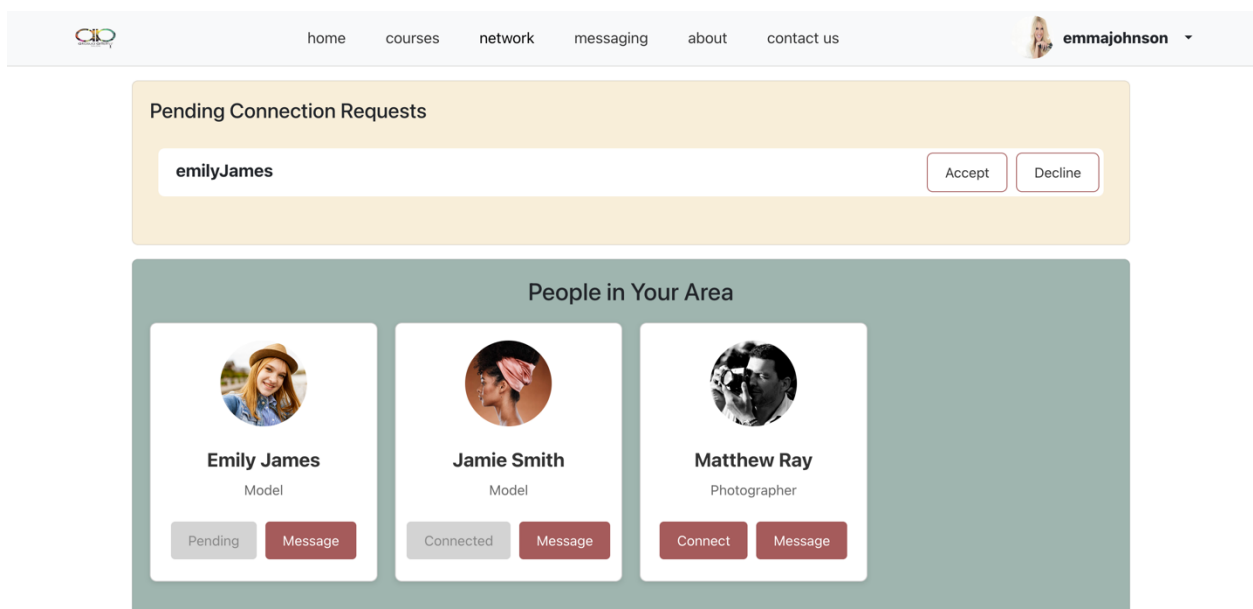 home courses network messaging about contact us emmajohnson
Pending Connection Requests
emilyJames Accept Decline
People in Your Area
Emily James Jamie Smith Matthew Ray
Model Model Photographer
Pending Message Connected Message Connect Message